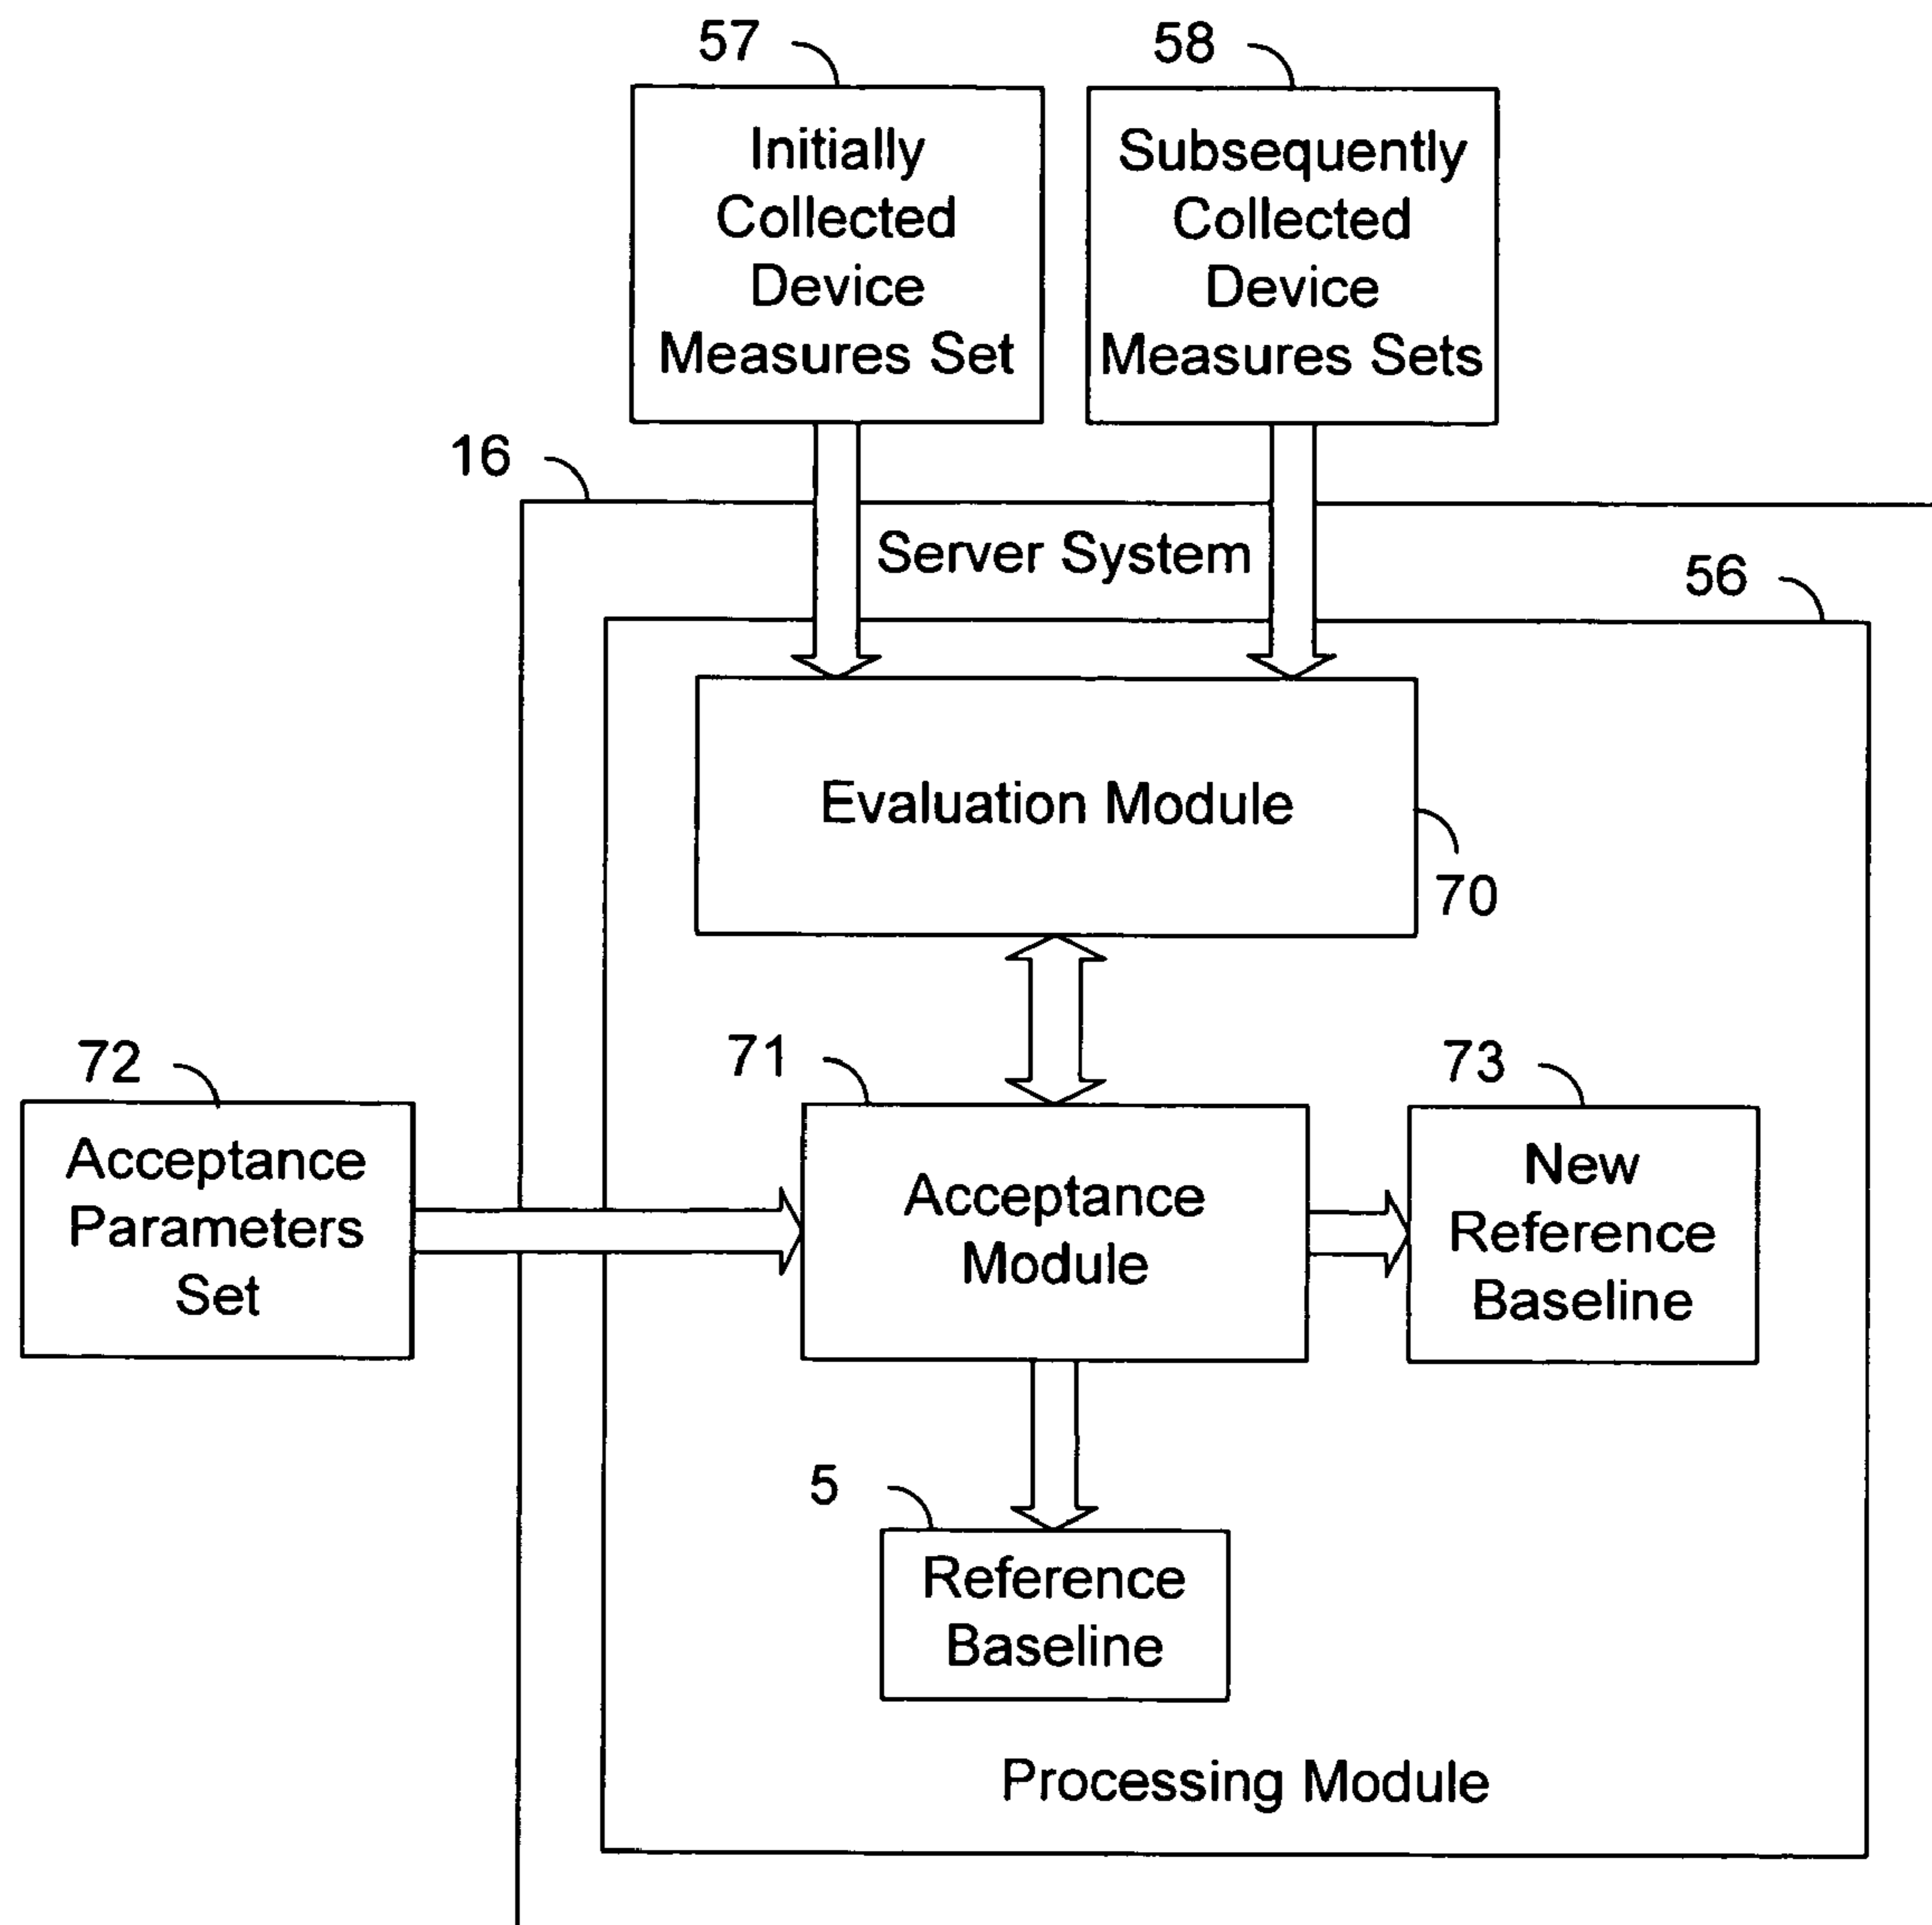 57
58
Initially
Collected
Device
Measures Set
Subsequently
Collected
Device
Measures Sets
16
Server System
56
Evaluation Module
70
72
71
73
Acceptance
Parameters
Set
Acceptance
Module
New
Reference
Baseline
5
Reference
Baseline
Processing Module